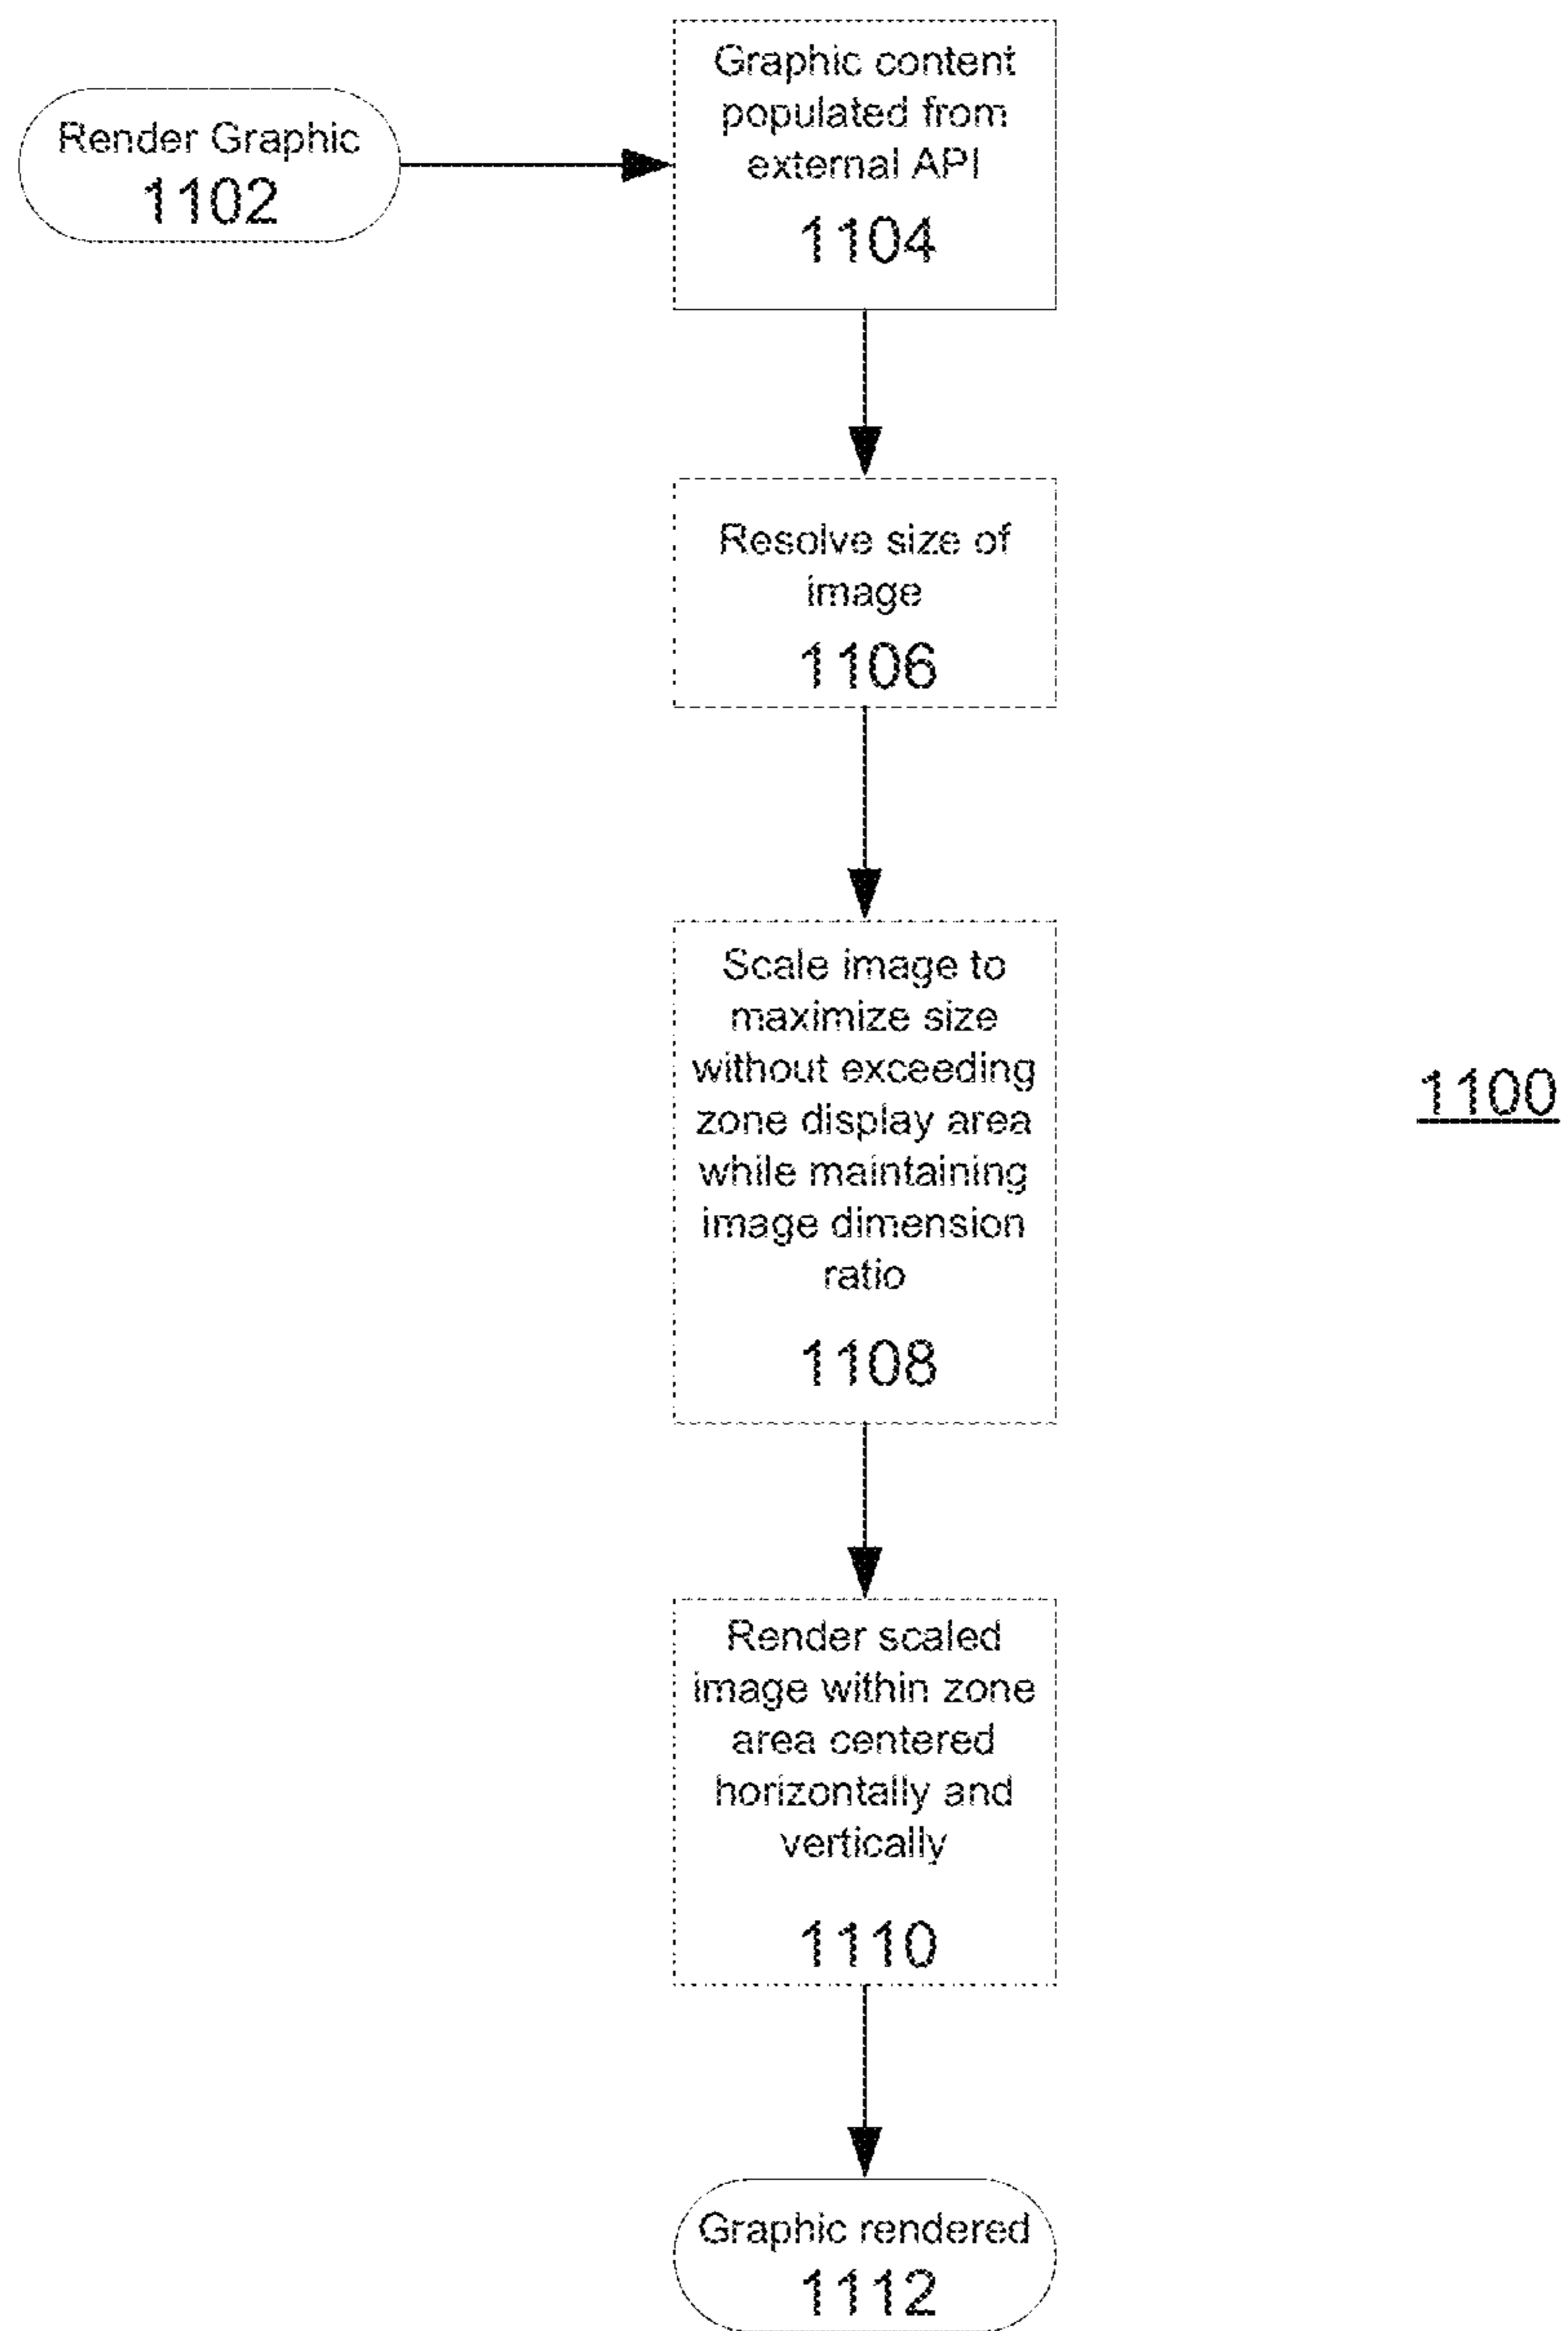 Render Graphic
1102
Graphic content
populated from
external API
1104
Resolve size of
image
1106
Scale image to
maximize size
without exceeding
zone display area
while maintaining
image dimension
ratio
1108
1100
Render scaled
image within zone
area centered
horizontally and
vertically
1110
Graphic rendered
1112